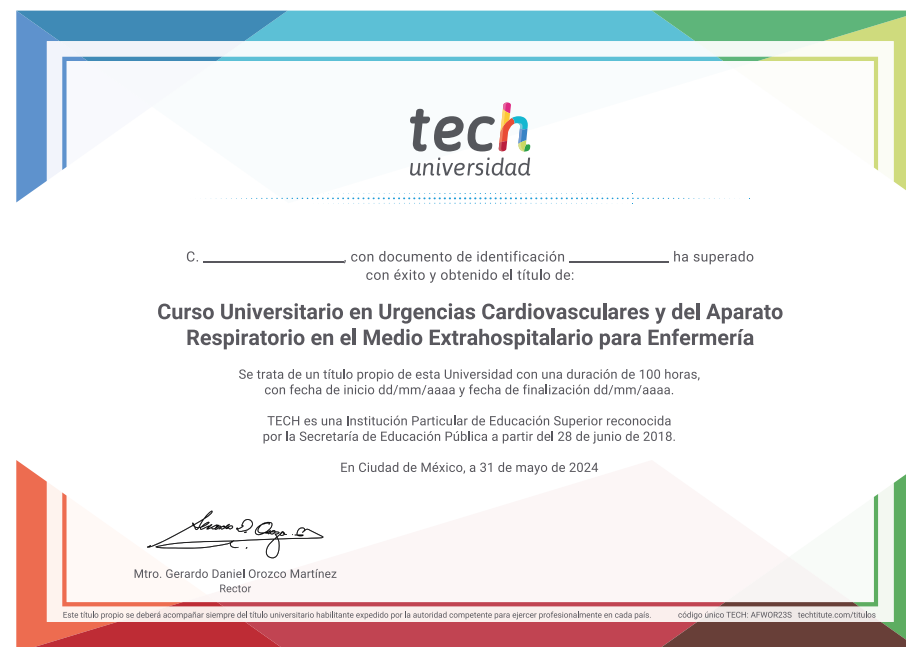 tech
universidad
C. ____________, con documento de identificación ____________ ha superado
con éxito y obtenido el título de:
Curso Universitario en Urgencias Cardiovasculares y del Aparato
Respiratorio en el Medio Extrahospitalario para Enfermería
Se trata de un título propio de esta Universidad con una duración de 100 horas,
con fecha de inicio dd/mm/aaaa y fecha de finalización dd/mm/aaaa.
TECH es una Institución Particular de Educación Superior reconocida
por la Secretaría de Educación Pública a partir del 28 de junio de 2018.
En Ciudad de México, a 31 de mayo de 2024
Mtro. Gerardo Daniel Orozco Martínez
Rector
Este título propio se deberá acompañar siempre del título universitario habilitante expedido por la autoridad competente para ejercer profesionalmente en cada país. código único TECH: AFWOR23S techtitute.com/titulos